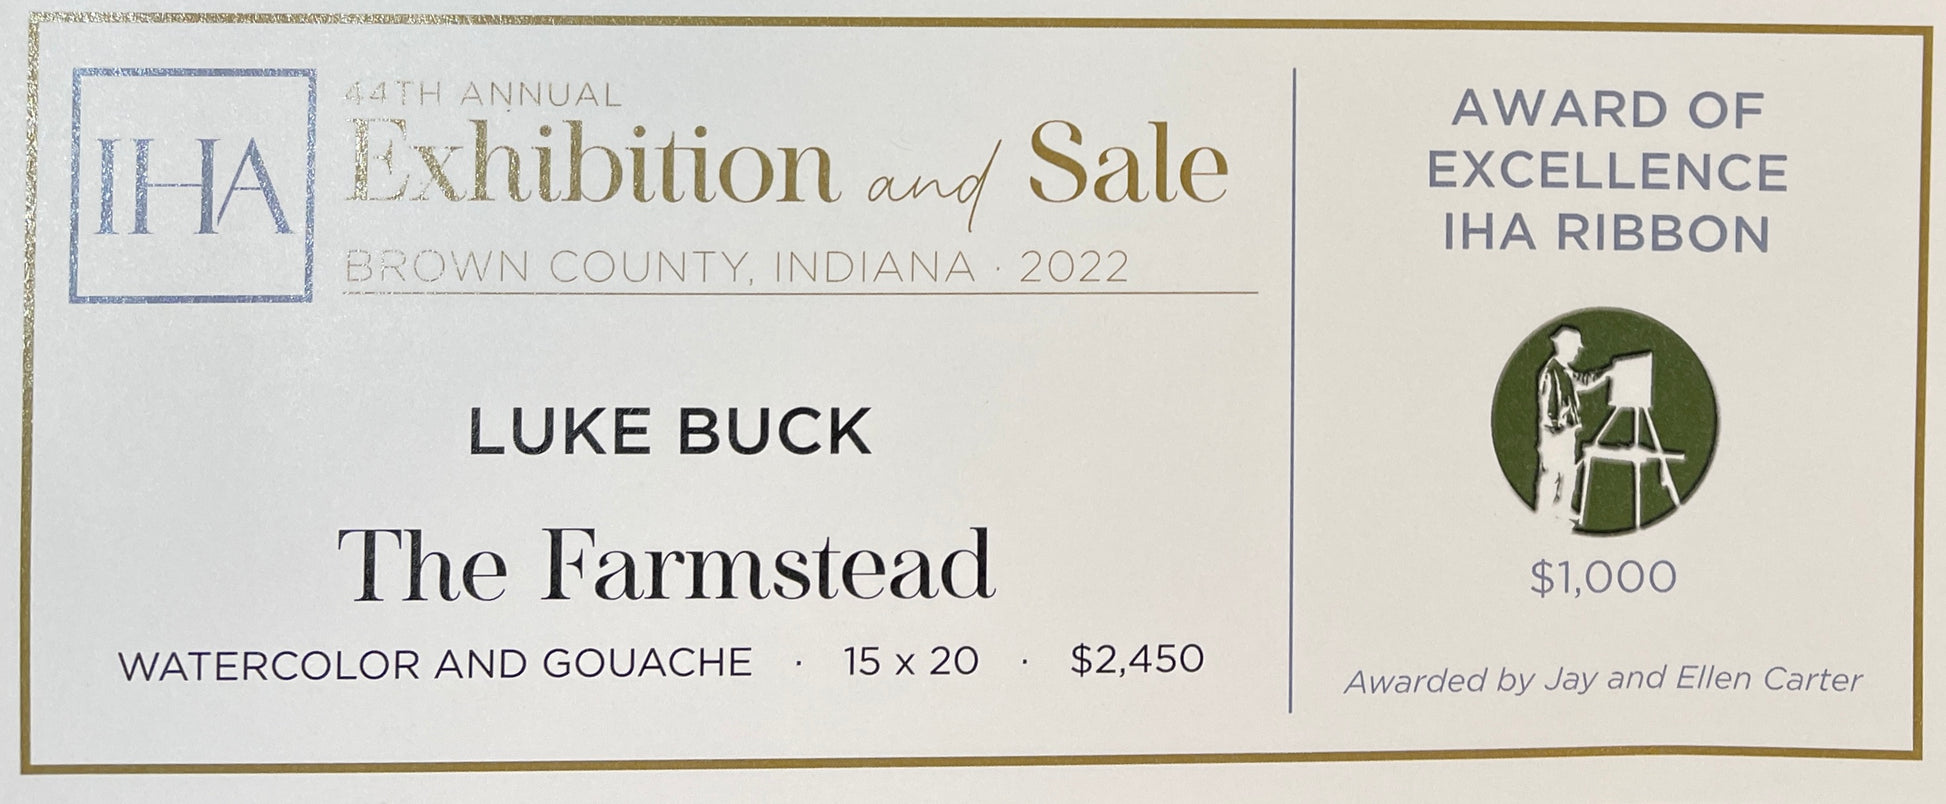 IHA
44TH ANNUAL
Exhibition and Sale
BROWN COUNTY, INDIANA · 2022
LUKE BUCK
The Farmstead
WATERCOLOR AND GOUACHE · 15 x 20 · $2,450
AWARD OF
EXCELLENCE
IHA RIBBON
$1,000
Awarded by Jay and Ellen Carter